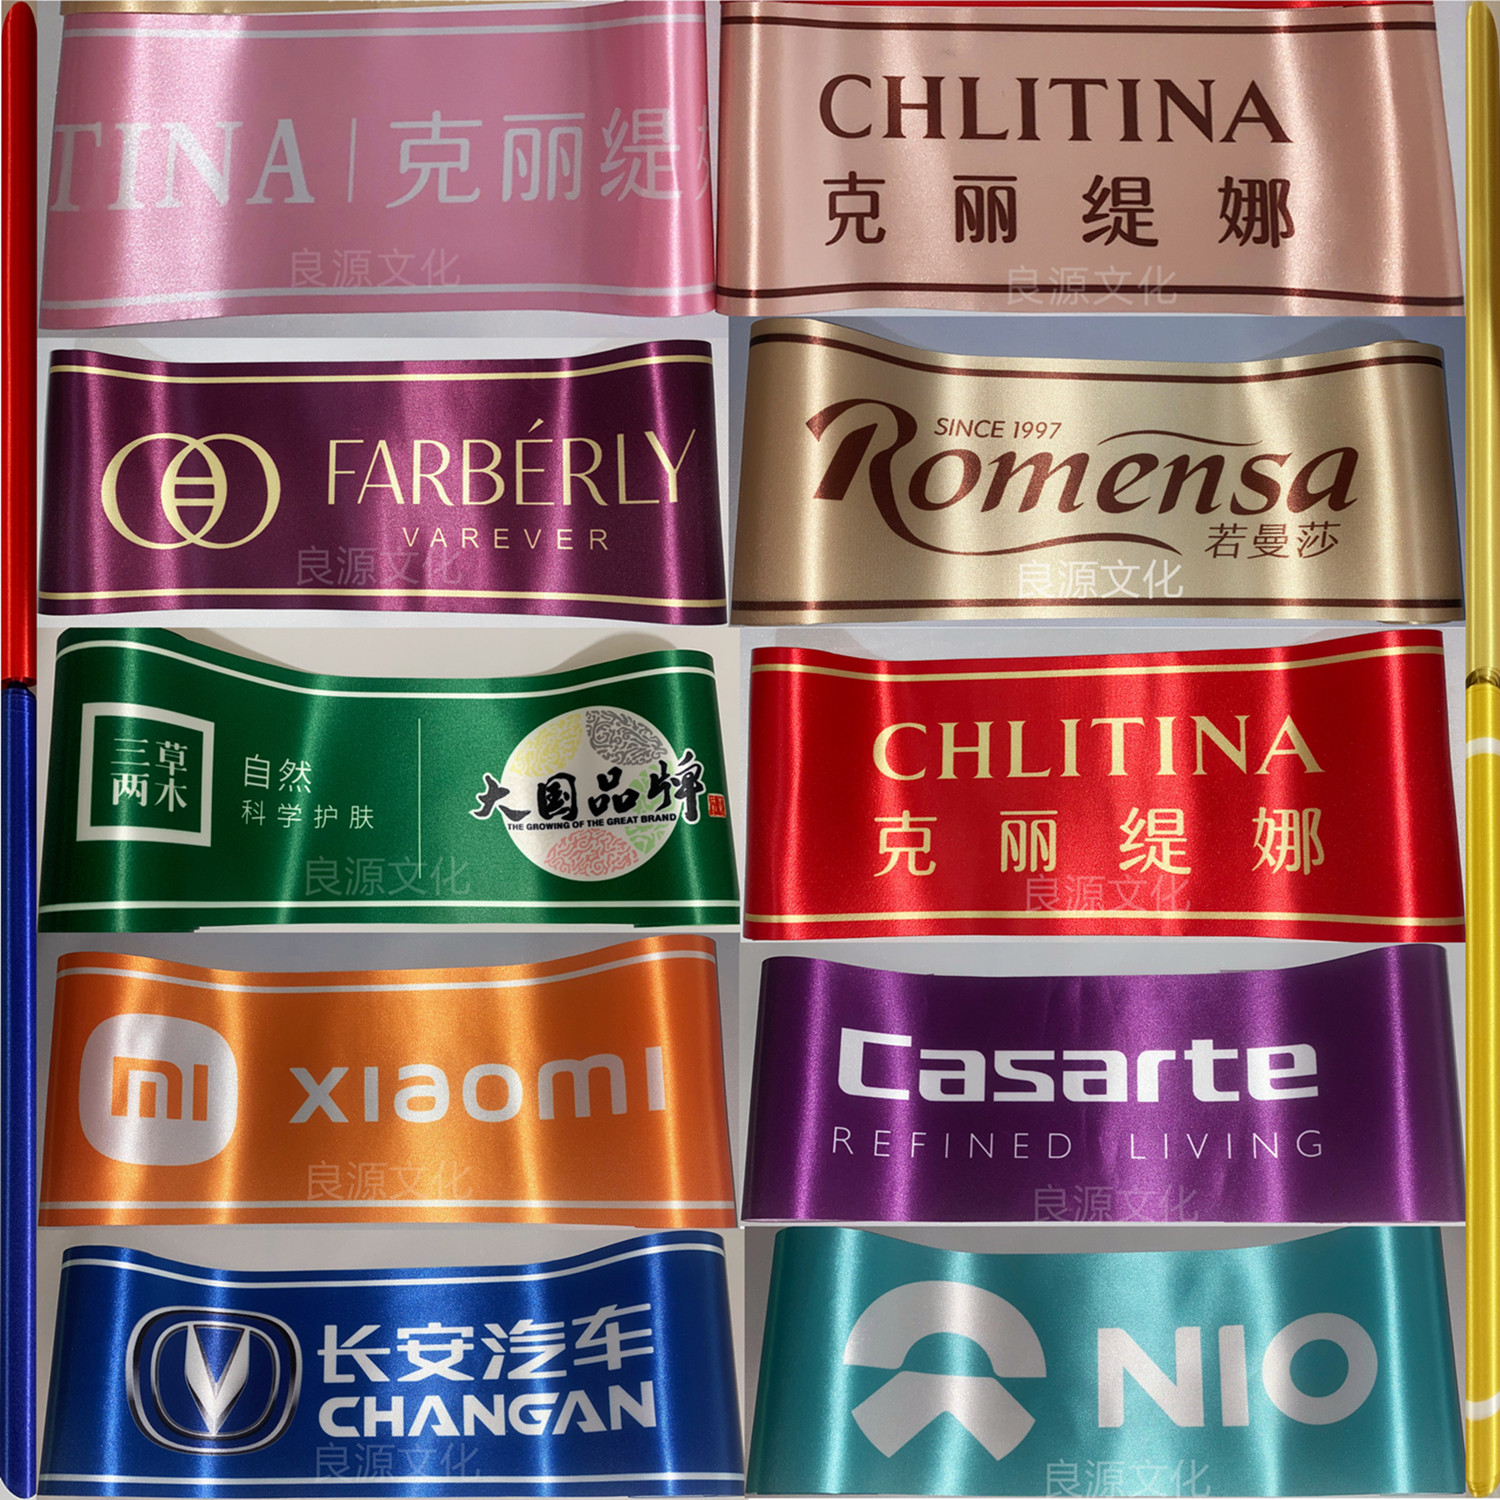 TINA | 克丽缇
良源文化
CHLITINA
克丽缇娜
良源文化
FARBÉRLY
VAREVER
良源文化
SINCE 1997
Romensa
若曼莎
良源文化
三草
两木
自然
科学护肤
大国品牌
THE GROWING OF THE GREAT BRAND
良源文化
CHLITINA
克丽缇娜
良源文化
mi xiaomi
良源文化
Casarte
REFINED LIVING
良源文化
长安汽车
CHANGAN
良源文化
NIO
良源文化